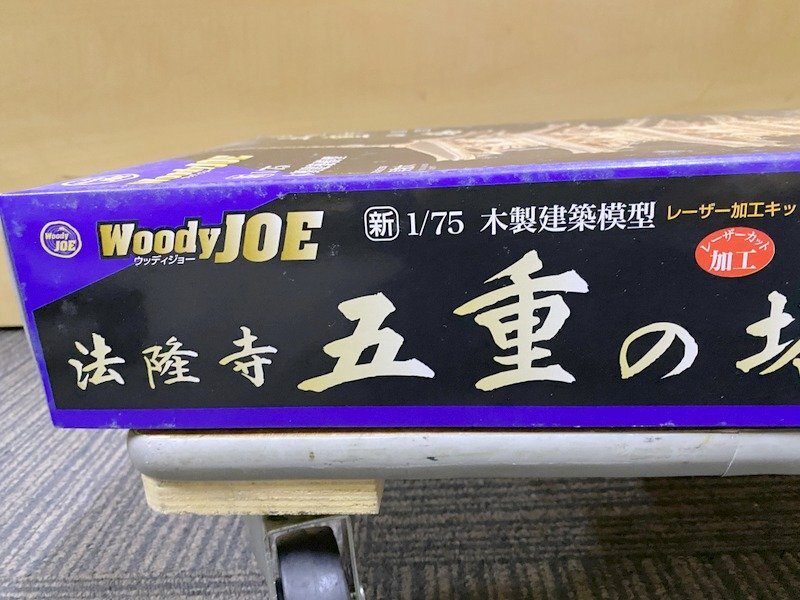 Woody JOE
WoodyJOE
ウッディジョー
新 1/75 木製建築模型 レーザー加工キッ
レーザーカット
加工
法隆寺 五重の塔